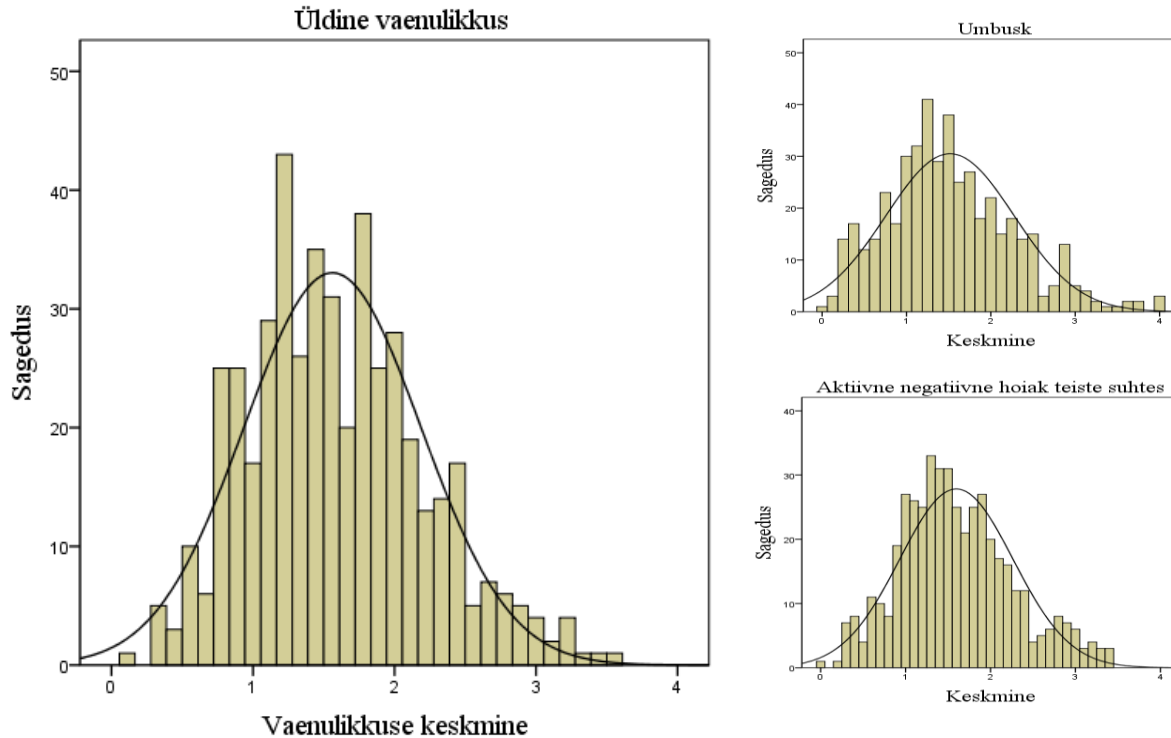 Üldine vaenulikkus
50
40
30
20
10
0
Sagedus
0 1 2 3 4
Vaenulikkuse keskmine
Umbusk
50
40
30
20
10
0
Sagedus
0 1 2 3 4
Keskmine
Aktiivne negatiivne hoiak teiste suhtes
40
30
20
10
0
Sagedus
0 1 2 3 4
Keskmine